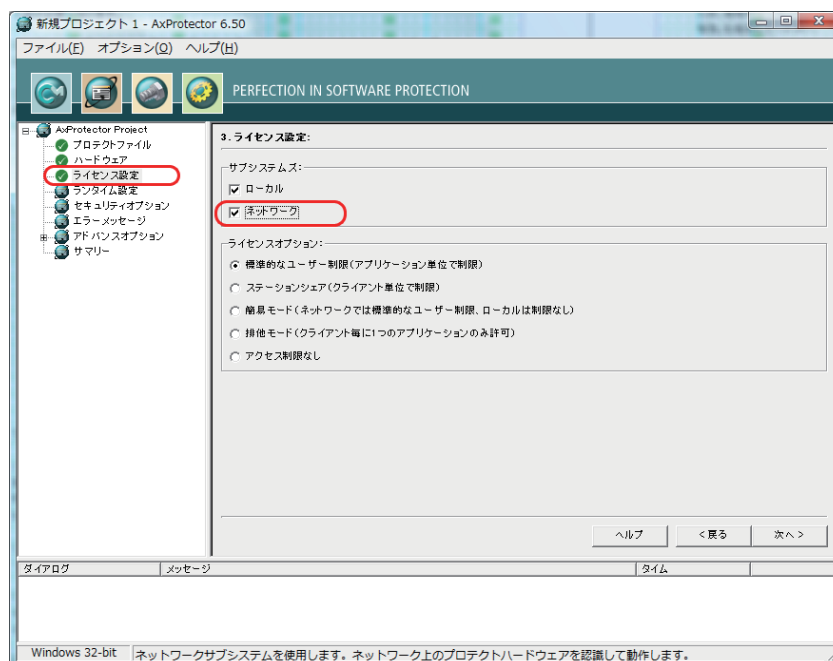 新規プロジェクト 1 - AxProtector 6.50
ファイル(F) オプション(O) ヘルプ(H)
PERFECTION IN SOFTWARE PROTECTION
AxProtector Project
プロテクトファイル
ハードウェア
ライセンス設定
ランタイム設定
セキュリティオプション
エラーメッセージ
アドバンスオプション
サマリー
3.ライセンス設定:
サブシステムズ:
ローカル
ネットワーク
ライセンスオプション:
標準的なユーザー制限(アプリケーション単位で制限)
ステーションシェア(クライアント単位で制限)
簡易モード(ネットワークでは標準的なユーザー制限、ローカルは制限なし)
排他モード(クライアント毎に1つのアプリケーションのみ許可)
アクセス制限なし
ヘルプ <戻る 次へ>
ダイアログ メッセージ タイム
Windows 32-bit ネットワークサブシステムを使用します。ネットワーク上のプロテクトハードウェアを認識して動作します。